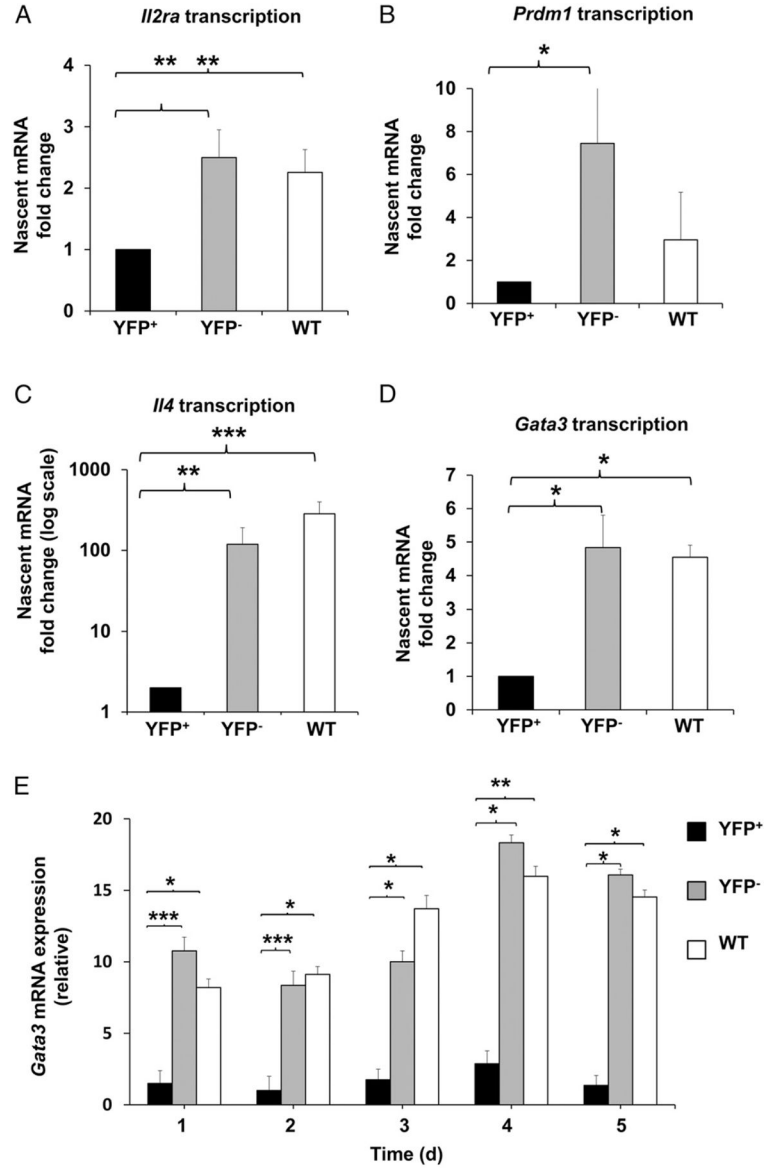 A
Il2ra transcription
** **
Nascent mRNA
fold change
4
3
2
1
0
YFP⁺ YFP⁻ WT
B
Prdm1 transcription
*
Nascent mRNA
fold change
10
8
6
4
2
0
YFP⁺ YFP⁻ WT
C
Il4 transcription
***
**
Nascent mRNA
fold change (log scale)
1000
100
10
1
YFP⁺ YFP⁻ WT
D
Gata3 transcription
*
*
Nascent mRNA
fold change
7
6
5
4
3
2
1
0
YFP⁺ YFP⁻ WT
E
Gata3 mRNA expression
(relative)
20
15
10
5
0
*
***
*
***
*
*
**
*
*
*
1 2 3 4 5
Time (d)
YFP⁺
YFP⁻
WT